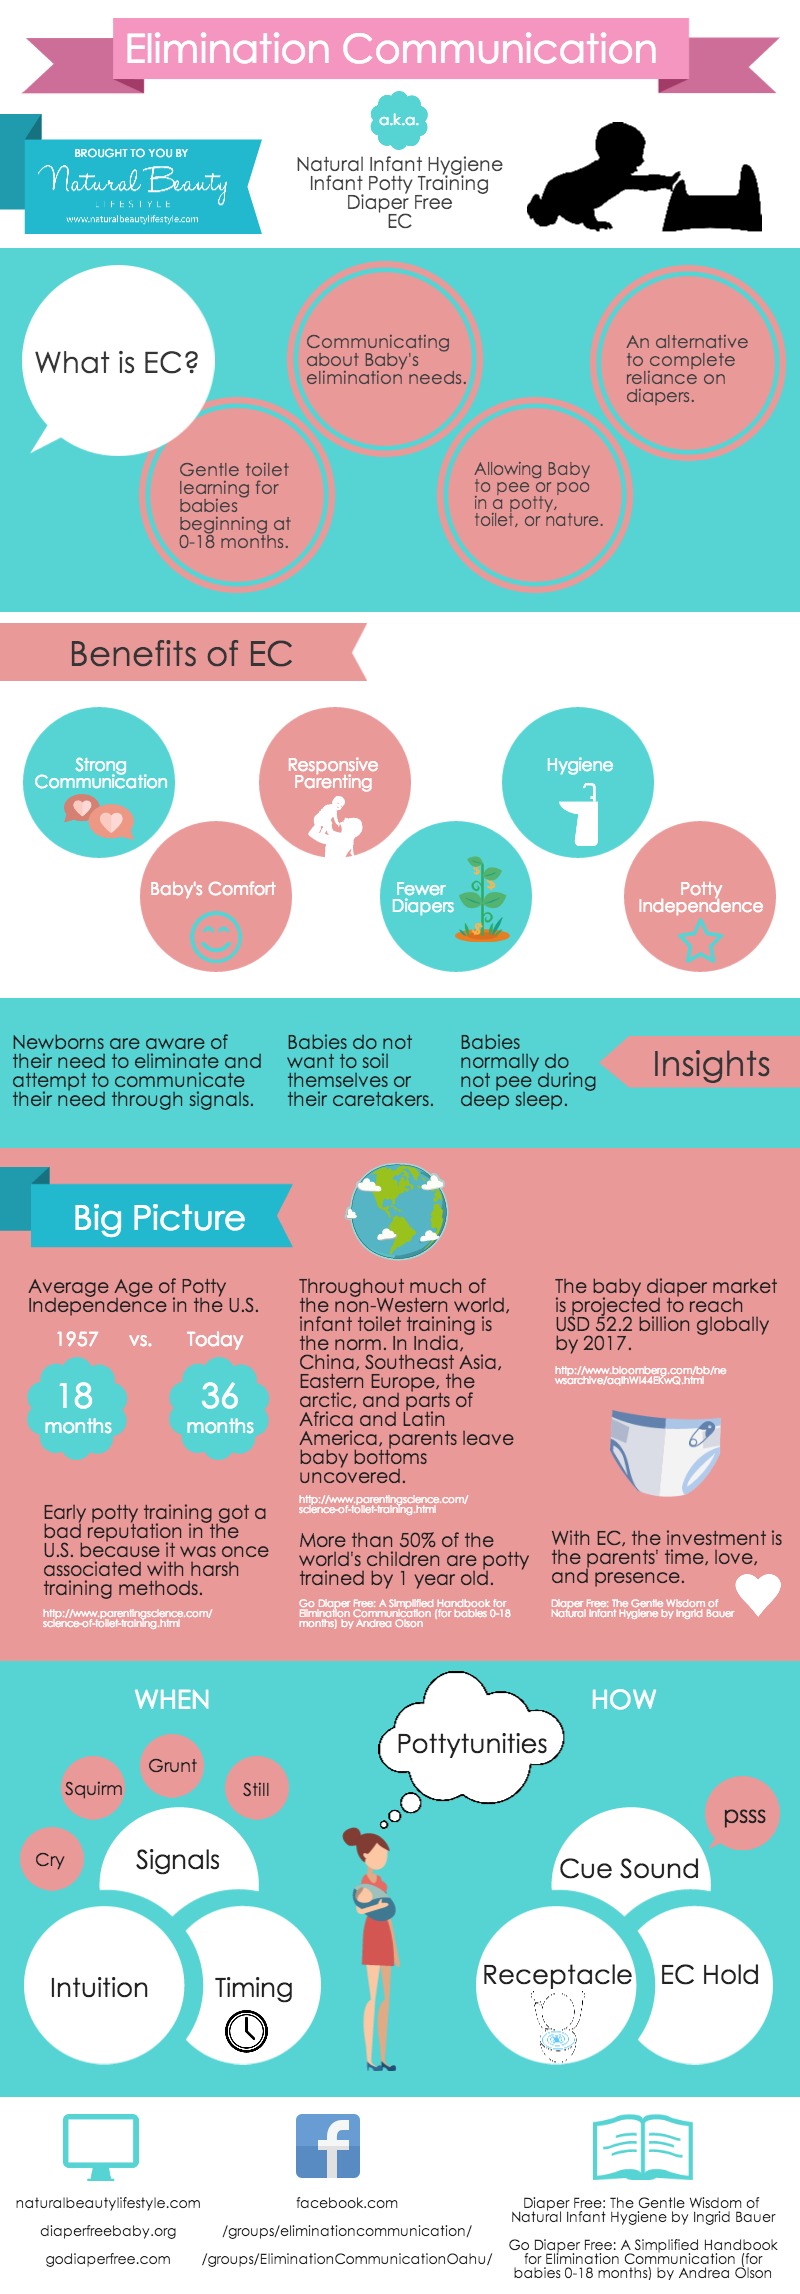 Elimination Communication
a.k.a.
BROUGHT TO YOU BY
Natural Beauty
LIFESTYLE
www.naturalbeautylifestyle.com
Natural Infant Hygiene
Infant Potty Training
Diaper Free
EC
What is EC?
Gentle toilet
learning for
babies
beginning at
0-18 months.
Communicating
about Baby's
elimination needs.
Allowing Baby
to pee or poo
in a potty,
toilet, or nature.
An alternative
to complete
reliance on
diapers.
Benefits of EC
Strong
Communication
Baby's Comfort
Responsive
Parenting
Fewer
Diapers
Hygiene
Potty
Independence
Newborns are aware of
their need to eliminate and
attempt to communicate
their need through signals.
Babies do not
want to soil
themselves or
their caretakers.
Babies
normally do
not pee during
deep sleep.
Insights
Big Picture
Average Age of Potty
Independence in the U.S.
1957 vs. Today
18
months
36
months
Early potty training got a
bad reputation in the
U.S. because it was once
associated with harsh
training methods.
http://www.parentingscience.com/
science-of-toilet-training.html
Throughout much of
the non-Western world,
infant toilet training is
the norm. In India,
China, Southeast Asia,
Eastern Europe, the
arctic, and parts of
Africa and Latin
America, parents leave
baby bottoms
uncovered.
http://www.parentingscience.com/
science-of-toilet-training.html
More than 50% of the
world's children are potty
trained by 1 year old.
Go Diaper Free: A Simplified Handbook for
Elimination Communication (for babies 0-18
months) by Andrea Olson
The baby diaper market
is projected to reach
USD 52.2 billion globally
by 2017.
http://www.bloomberg.com/bb/ne
With EC, the investment is
the parents' time, love,
and presence.
Diaper Free: The Gentle Wisdom of
Natural Infant Hygiene by Ingrid Bauer
WHEN
Cry
Squirm
Grunt
Still
Signals
Intuition
Timing
Pottytunities
HOW
psss
Cue Sound
Receptacle
EC Hold
naturalbeautylifestyle.com
diaperfreebaby.org
godiaperfree.com
facebook.com
/groups/eliminationcommunication/
/groups/EliminationCommunicationOahu/
Diaper Free: The Gentle Wisdom of
Natural Infant Hygiene by Ingrid Bauer
Go Diaper Free: A Simplified Handbook
for Elimination Communication (for
babies 0-18 months) by Andrea Olson